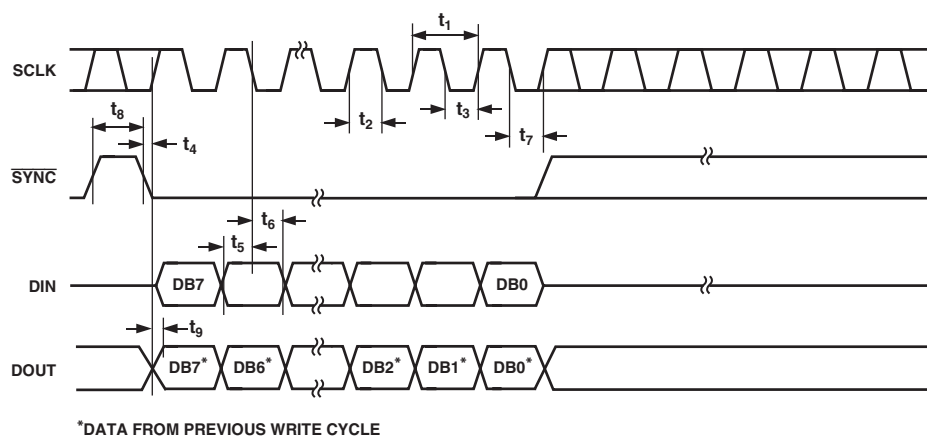 t1
SCLK
t8
t2
t3
t4
t7
SYNC
t6
t5
DIN
DB7
DB0
t9
DOUT
DB7*
DB6*
DB2*
DB1*
DB0*
*DATA FROM PREVIOUS WRITE CYCLE